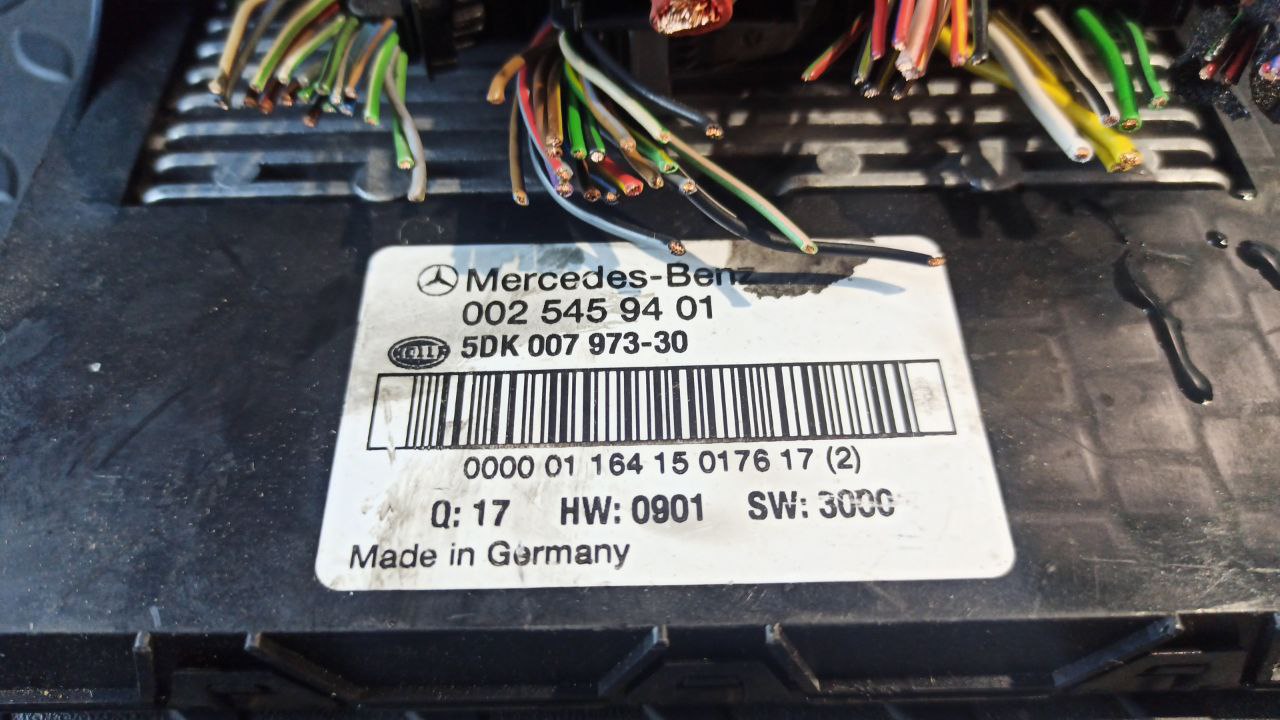 Mercedes-Benz
002 545 94 01
HELLA 5DK 007 973-30
0000 01 164 15 0176 17 (2)
Q: 17 HW: 0901 SW: 3000
Made in Germany